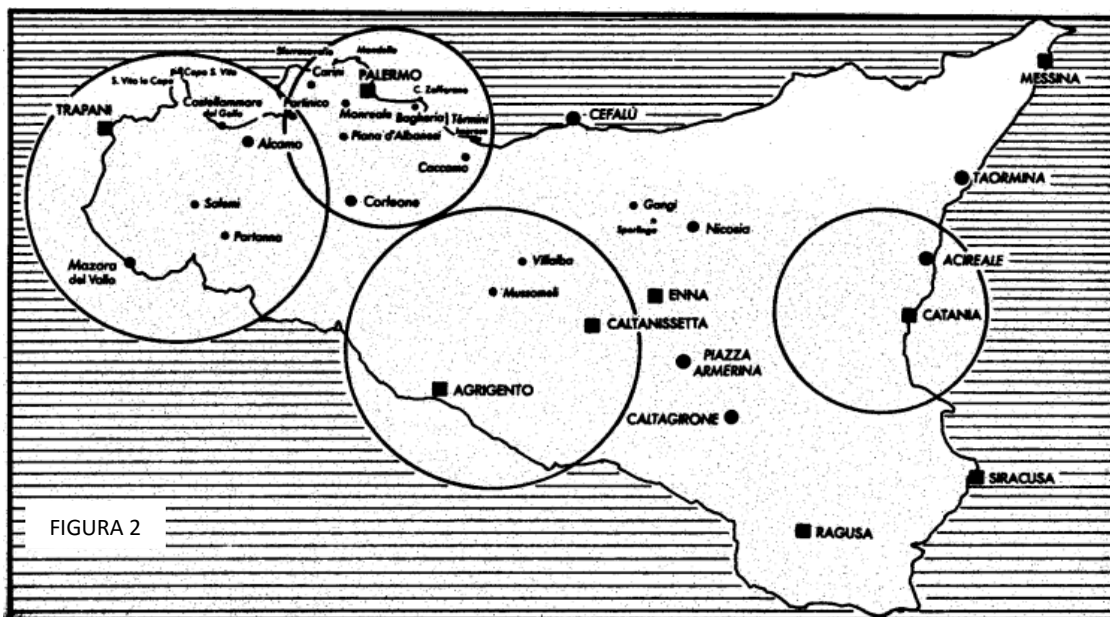 Sferracavallo
Mondello
S. Vito lo Capo
Capo S. Vito
Carini
PALERMO
MESSINA
C. Zafferano
Castellammare
del Golfo
Partinico
TRAPANI
Monreale
Bagheria
Términi
Imerese
CEFALÙ
Piana d'Albanesi
Alcamo
Caccamo
TAORMINA
Salemi
Corleone
Gangi
Sperlinga
Nicosia
Partanna
Mazara
del Vallo
Villalba
ACIREALE
Mussomeli
ENNA
CALTANISSETTA
CATANIA
PIAZZA
ARMERINA
AGRIGENTO
CALTAGIRONE
SIRACUSA
FIGURA 2
RAGUSA